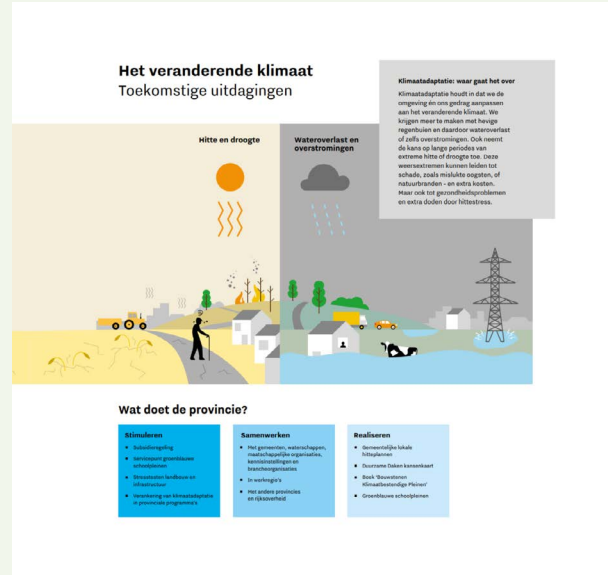 Het veranderende klimaat
Toekomstige uitdagingen
Klimaatadaptatie: waar gaat het over
Klimaatadaptatie houdt in dat we de
omgeving én ons gedrag aanpassen
aan het veranderende klimaat. We
krijgen meer te maken met hevige
regenbuien en daardoor wateroverlast
of zelfs overstromingen. Ook neemt
de kans op lange periodes van
extreme hitte of droogte toe. Deze
weersextremen kunnen leiden tot
schade, zoals mislukte oogsten, of
natuurbranden - en extra kosten.
Maar ook tot gezondheidsproblemen
en extra doden door hittestress.
Hitte en droogte
Wateroverlast en
overstromingen
Wat doet de provincie?
Stimuleren
• Subsidieregeling
• Servicepunt groenblauwe
schoolpleinen
• Stresstesten landbouw en
infrastructuur
• Verankering van klimaatadaptatie
in provinciale programma's
Samenwerken
• Met gemeenten, waterschappen,
maatschappelijke organisaties,
kennisinstellingen en
brancheorganisaties
• In werkregio's
• Met andere provincies
en rijksoverheid
Realiseren
• Gemeentelijke lokale
hitteplannen
• Duurzame Daken kansenkaart
• Boek 'Bouwstenen
Klimaatbestendige Pleinen'
• Groenblauwe schoolpleinen